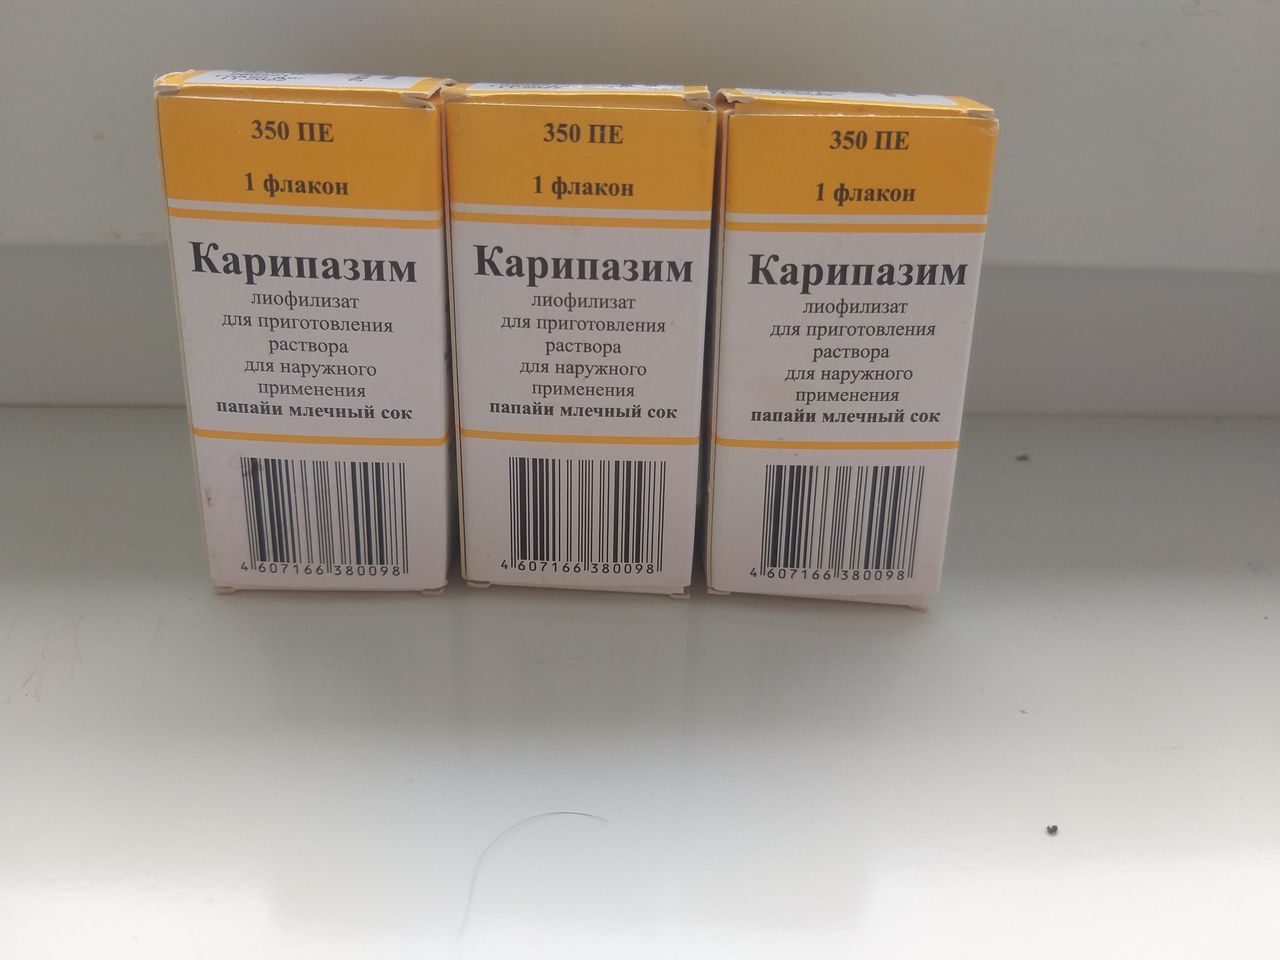 350 ПЕ
1 флакон
Карипазим
лиофилизат
для приготовления
раствора
для наружного
применения
папайи млечный сок
4 607166 380098
350 ПЕ
1 флакон
Карипазим
лиофилизат
для приготовления
раствора
для наружного
применения
папайи млечный сок
4 607166 380098
350 ПЕ
1 флакон
Карипазим
лиофилизат
для приготовления
раствора
для наружного
применения
папайи млечный сок
4 607166 380098